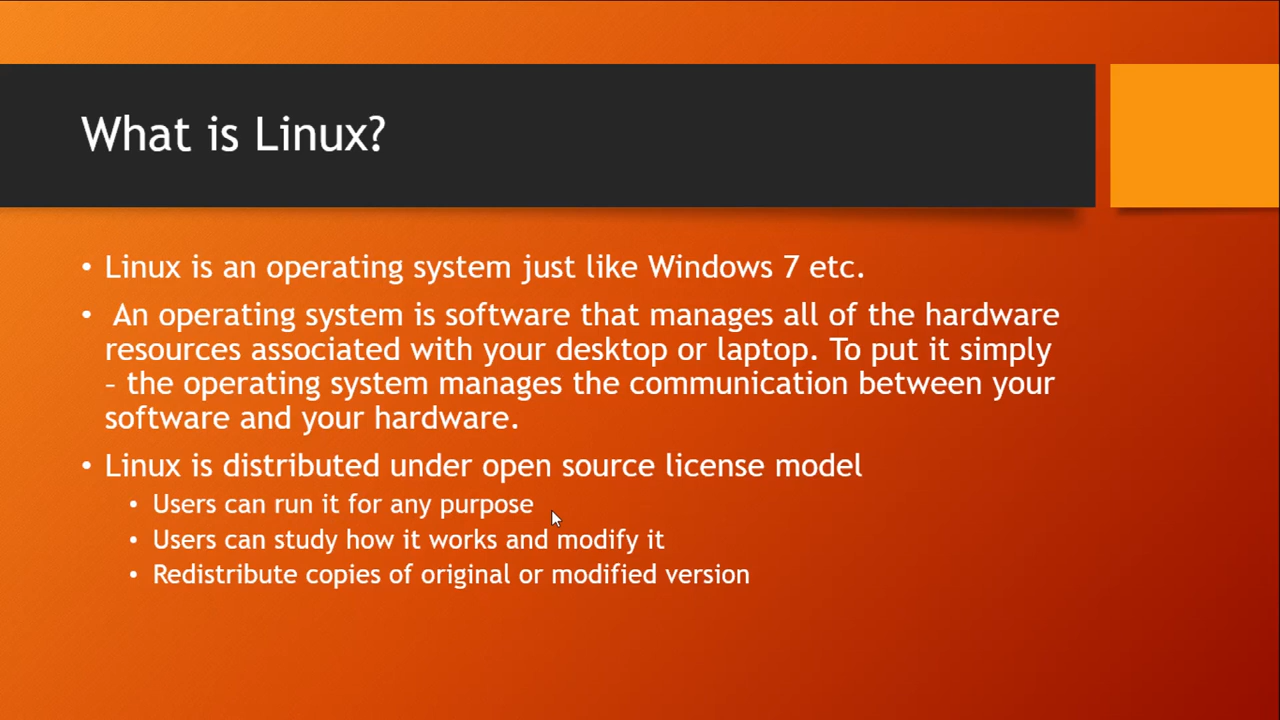 What is Linux?
• Linux is an operating system just like Windows 7 etc.
• An operating system is software that manages all of the hardware
resources associated with your desktop or laptop. To put it simply
– the operating system manages the communication between your
software and your hardware.
• Linux is distributed under open source license model
• Users can run it for any purpose
• Users can study how it works and modify it
• Redistribute copies of original or modified version